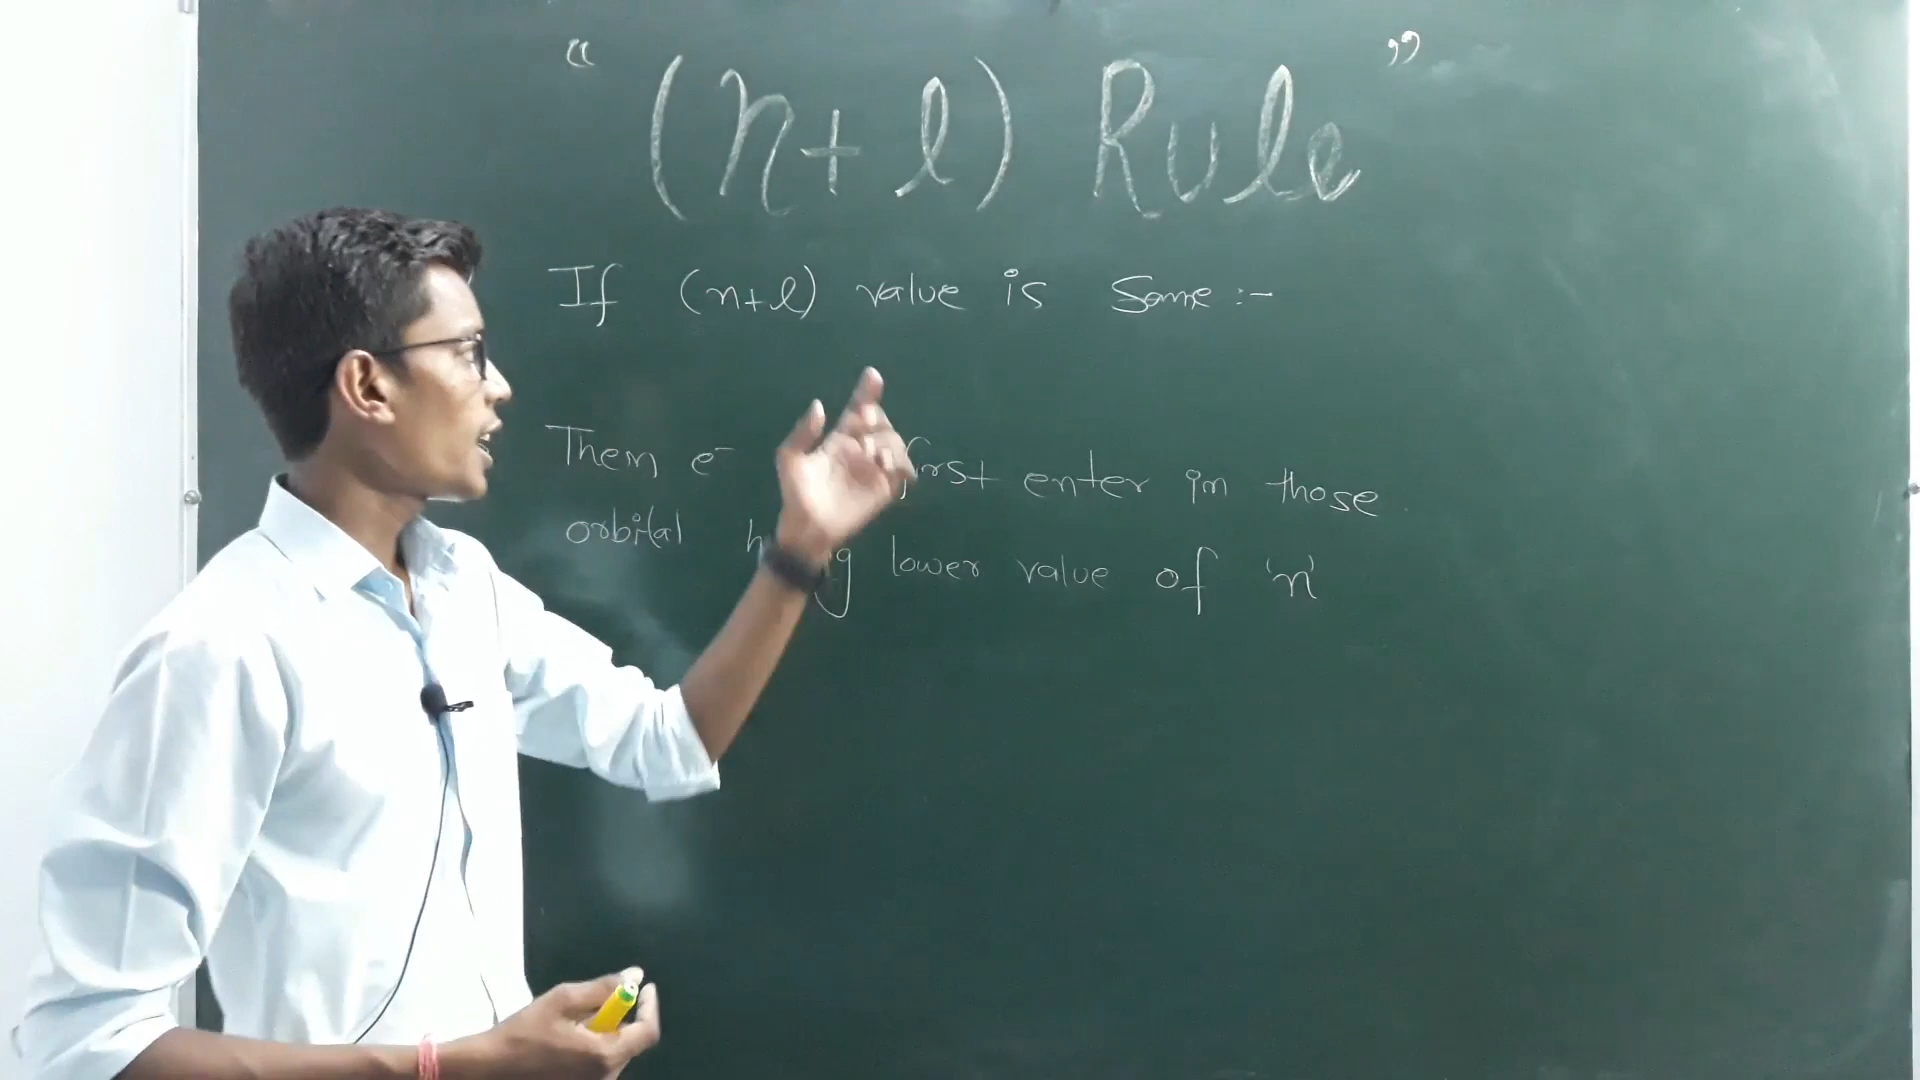 “ (n+l) Rule ”
If (n+l) value is Same :-
Then e⁻ first enter in those
orbital lower value of 'n'